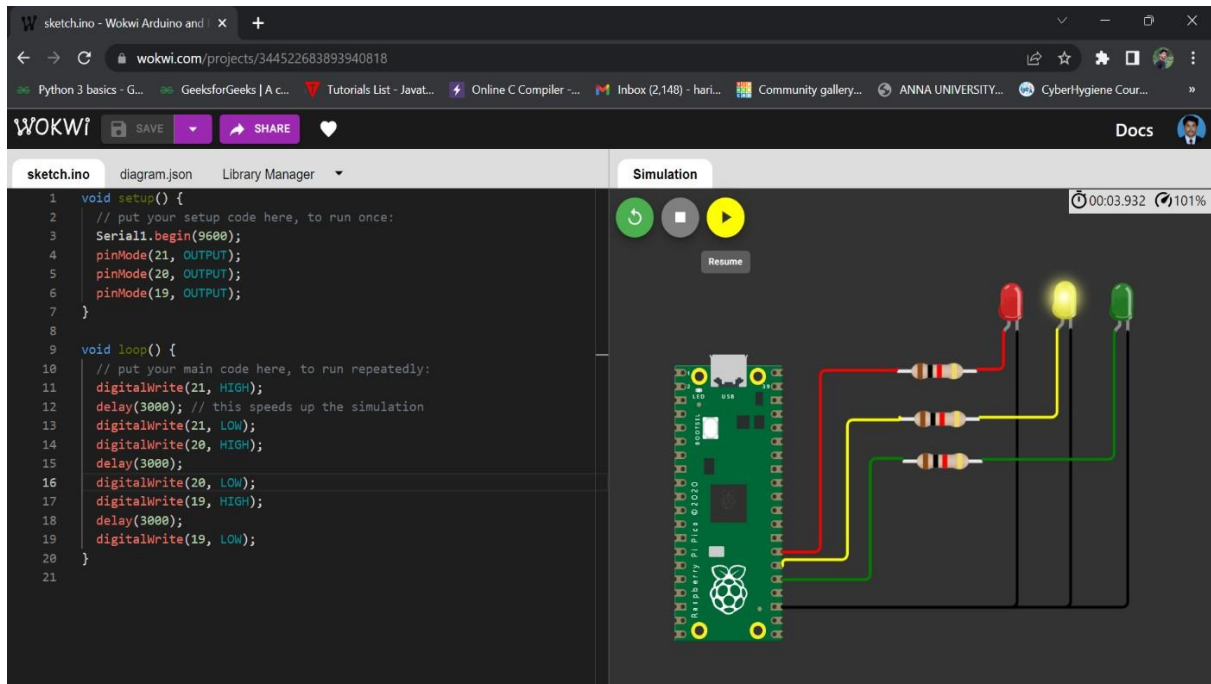 sketch.ino - Wokwi Arduino and
wokwi.com/projects/344522683893940818
Python 3 basics - G... GeeksforGeeks | A c... Tutorials List - Javat... Online C Compiler -... Inbox (2,148) - hari... Community gallery... ANNA UNIVERSITY... CyberHygiene Cour... »
WOKWi SAVE SHARE Docs
sketch.ino diagram.json Library Manager
Simulation
00:03.932 101%
Resume
1 void setup() {
2 // put your setup code here, to run once:
3 Serial1.begin(9600);
4 pinMode(21, OUTPUT);
5 pinMode(20, OUTPUT);
6 pinMode(19, OUTPUT);
7 }
8
9 void loop() {
10 // put your main code here, to run repeatedly:
11 digitalWrite(21, HIGH);
12 delay(3000); // this speeds up the simulation
13 digitalWrite(21, LOW);
14 digitalWrite(20, HIGH);
15 delay(3000);
16 digitalWrite(20, LOW);
17 digitalWrite(19, HIGH);
18 delay(3000);
19 digitalWrite(19, LOW);
20 }
21
LED USB
BOOTSEL
Raspberry Pi Pico ©2020